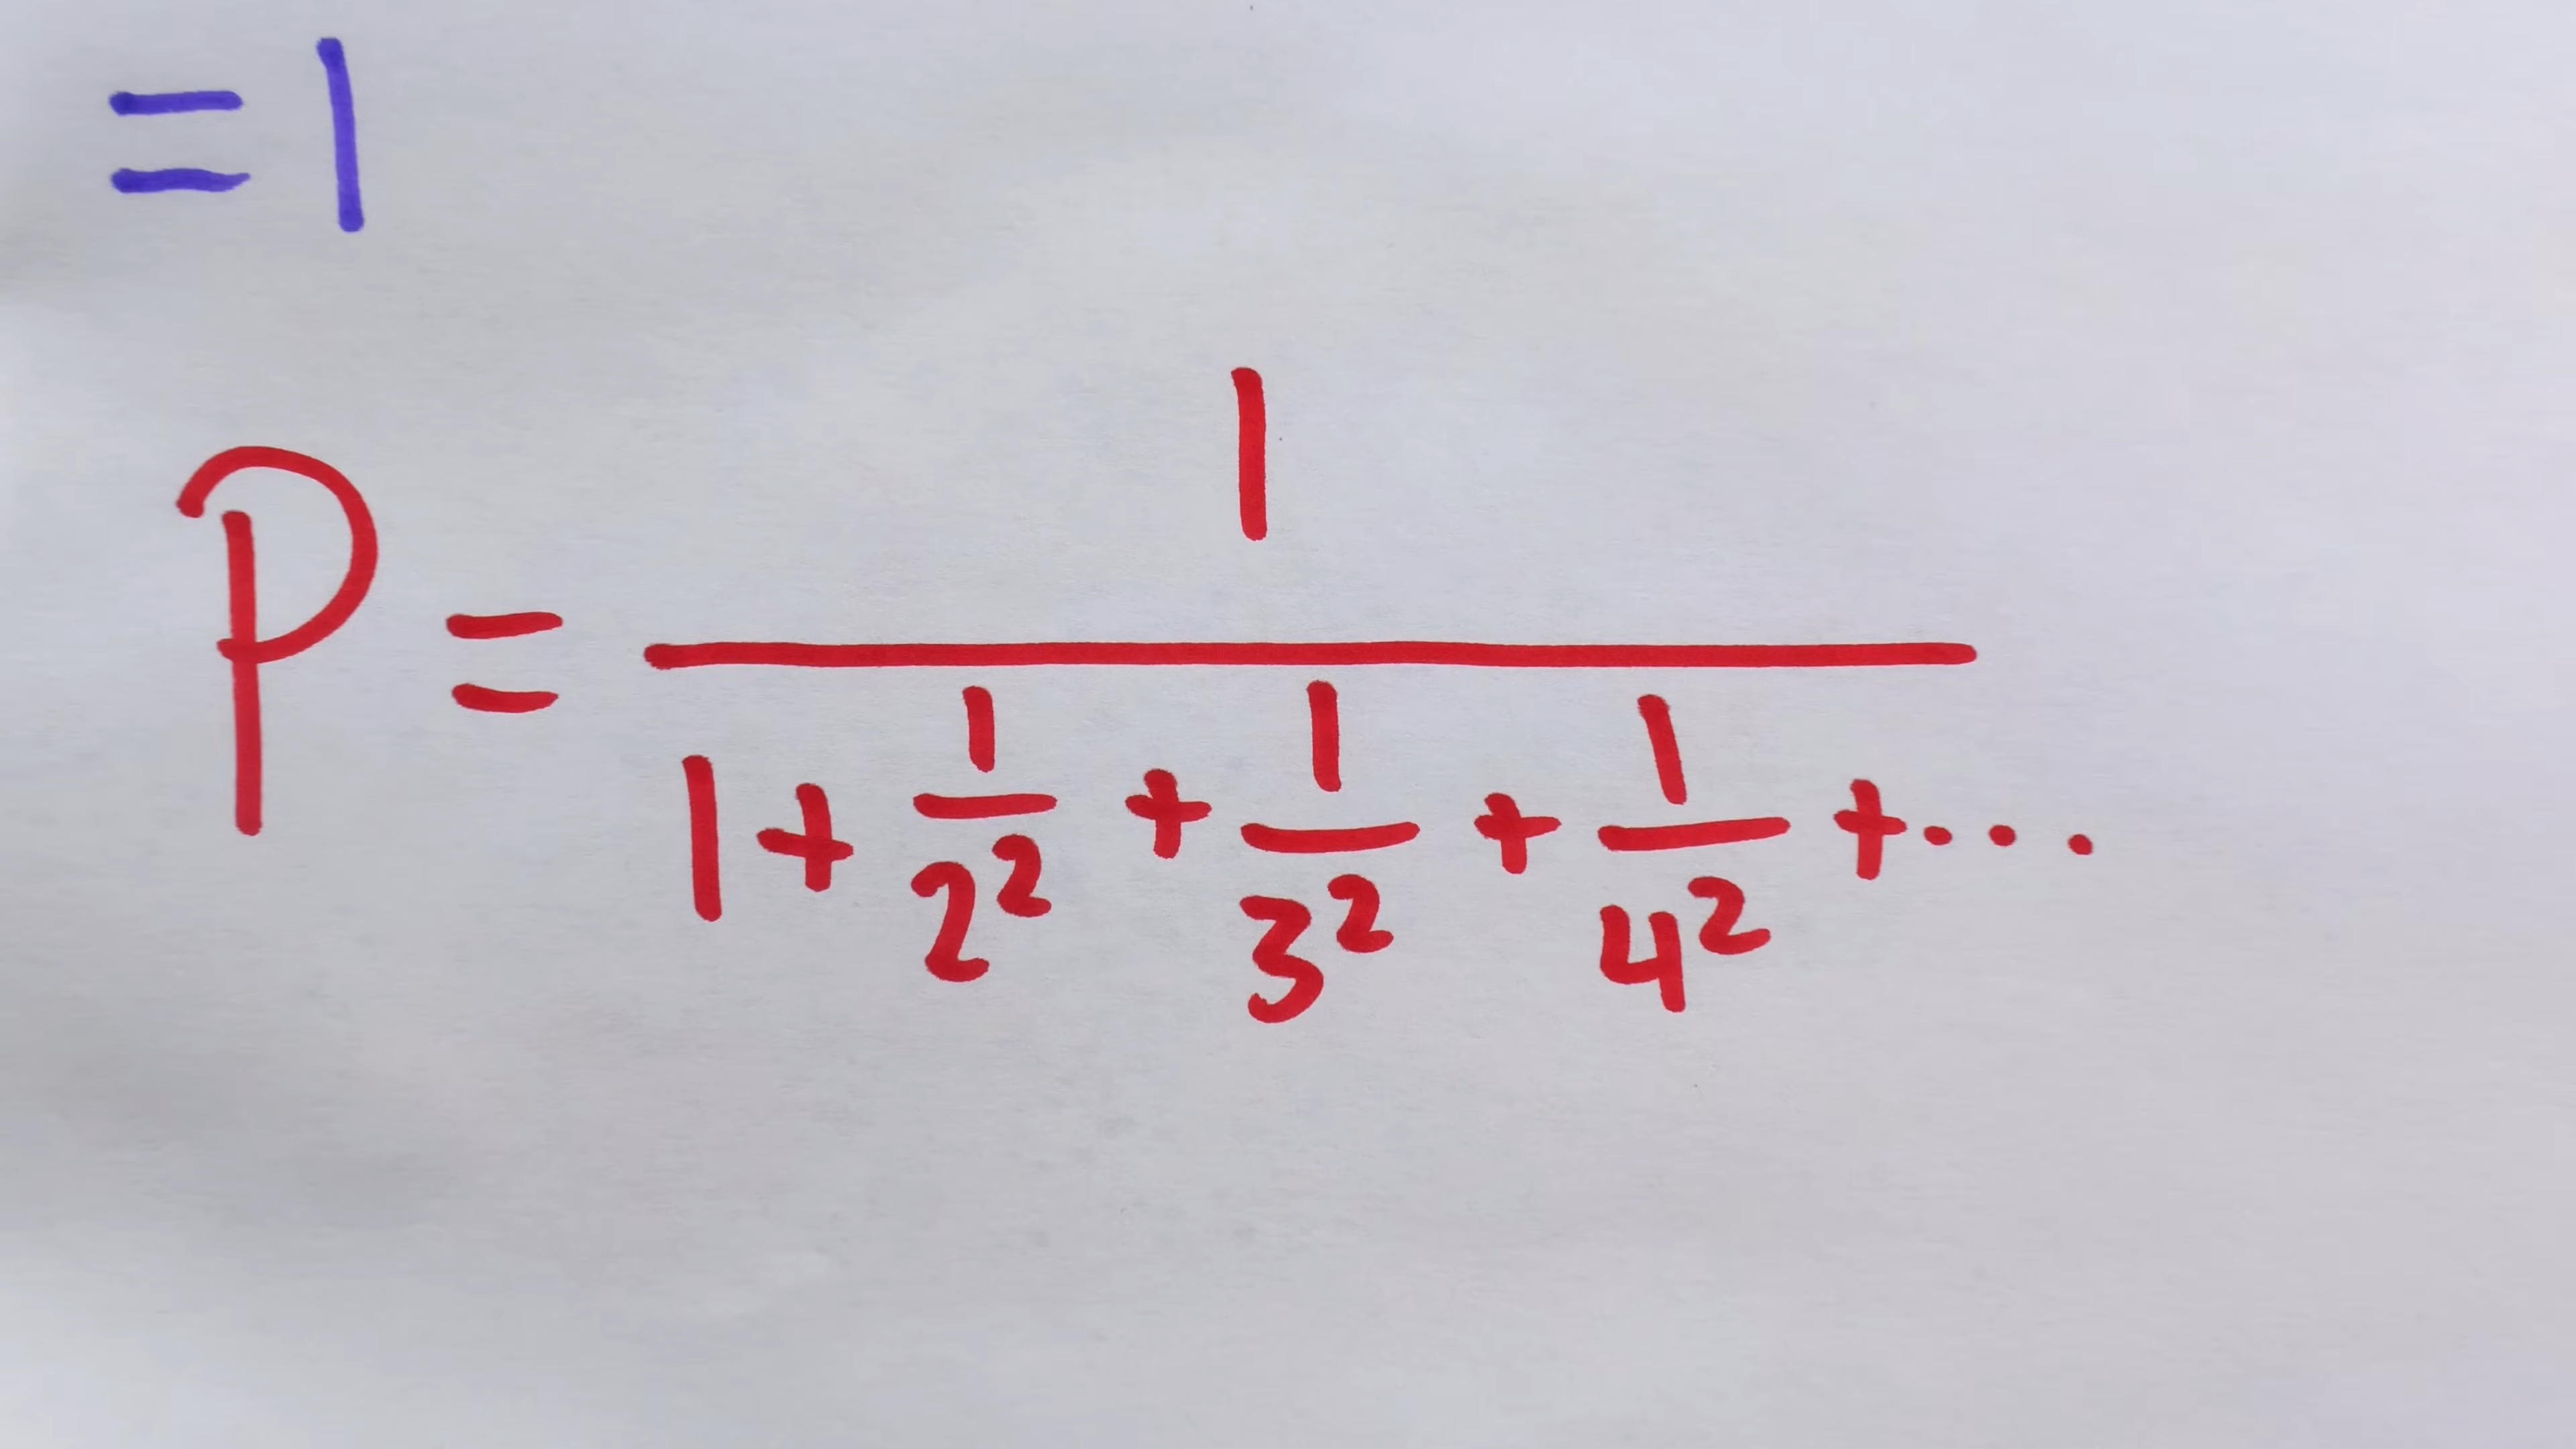 = 1
P = 1 / (1 + 1/2² + 1/3² + 1/4² + ···)